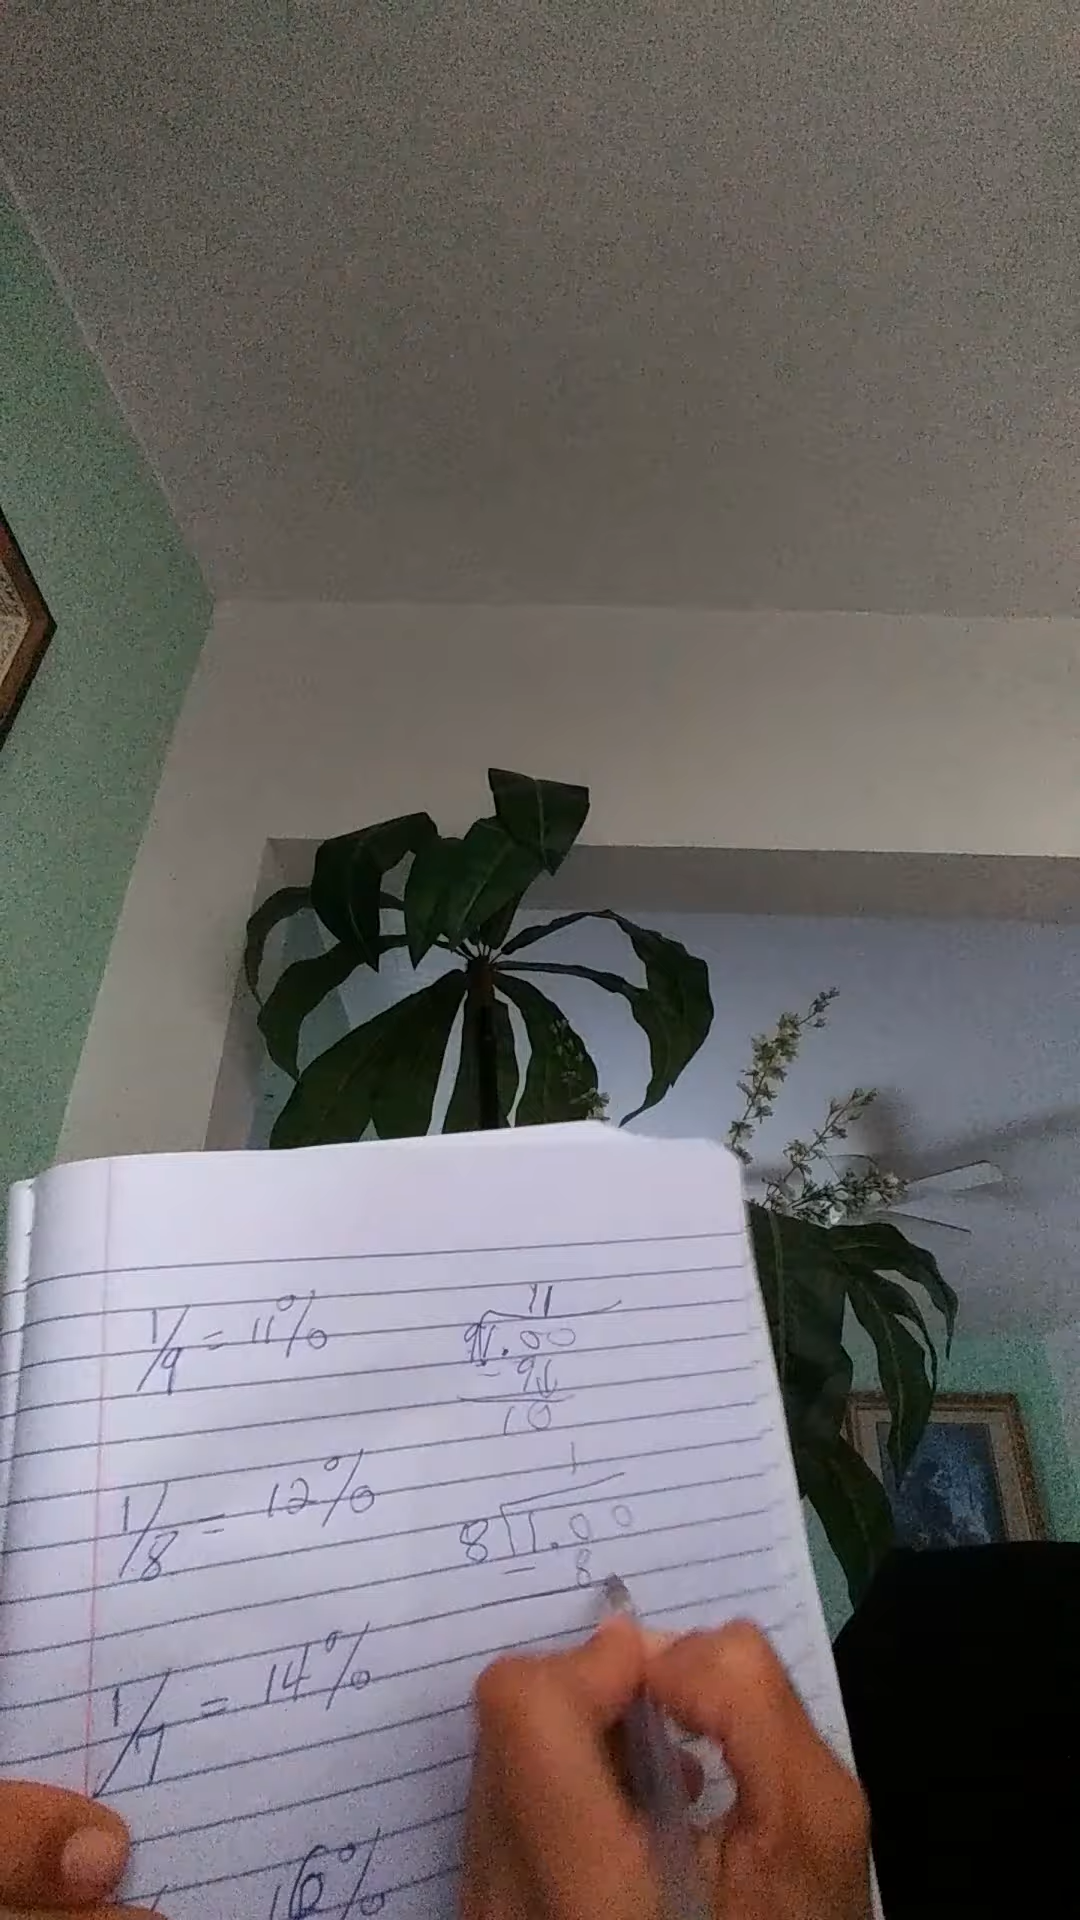 1/9 = 11%
11
9√1.00
- 9↓
10
1/8 = 12%
1
8√1.00
- 8
1/7 = 14%
16%